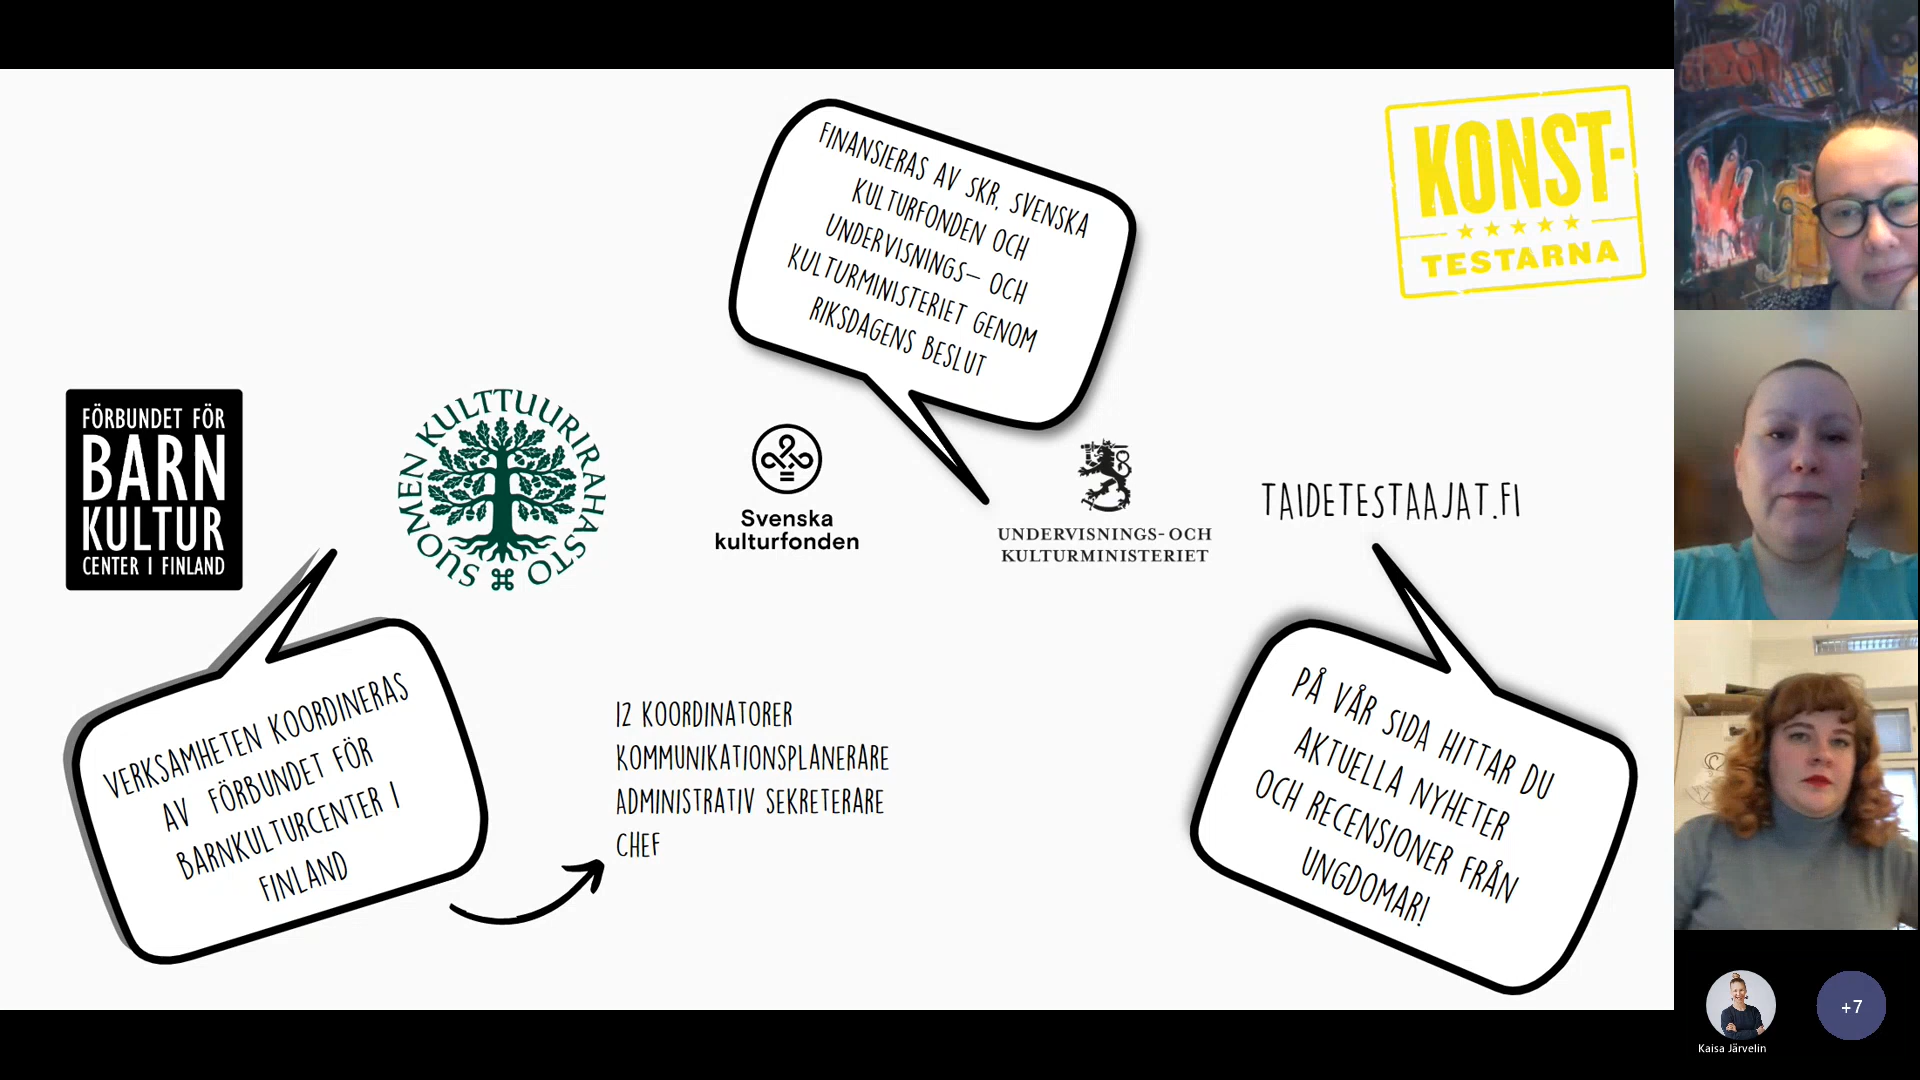 FINANSIERAS AV SKR, SVENSKA
KULTURFONDEN OCH
UNDERVISNINGS- OCH
KULTURMINISTERIET GENOM
RIKSDAGENS BESLUT
KONST-
TESTARNA
FÖRBUNDET FÖR
BARN
KULTUR
CENTER I FINLAND
SUOMEN KULTTUURIRAHASTO
Svenska
kulturfonden
UNDERVISNINGS- OCH
KULTURMINISTERIET
TAIDETESTAAJAT.FI
VERKSAMHETEN KOORDINERAS
AV FÖRBUNDET FÖR
BARNKULTURCENTER I
FINLAND
12 KOORDINATORER
KOMMUNIKATIONSPLANERARE
ADMINISTRATIV SEKRETERARE
CHEF
PÅ VÅR SIDA HITTAR DU
AKTUELLA NYHETER
OCH RECENSIONER FRÅN
UNGDOMAR!
Kaisa Järvelin
+7